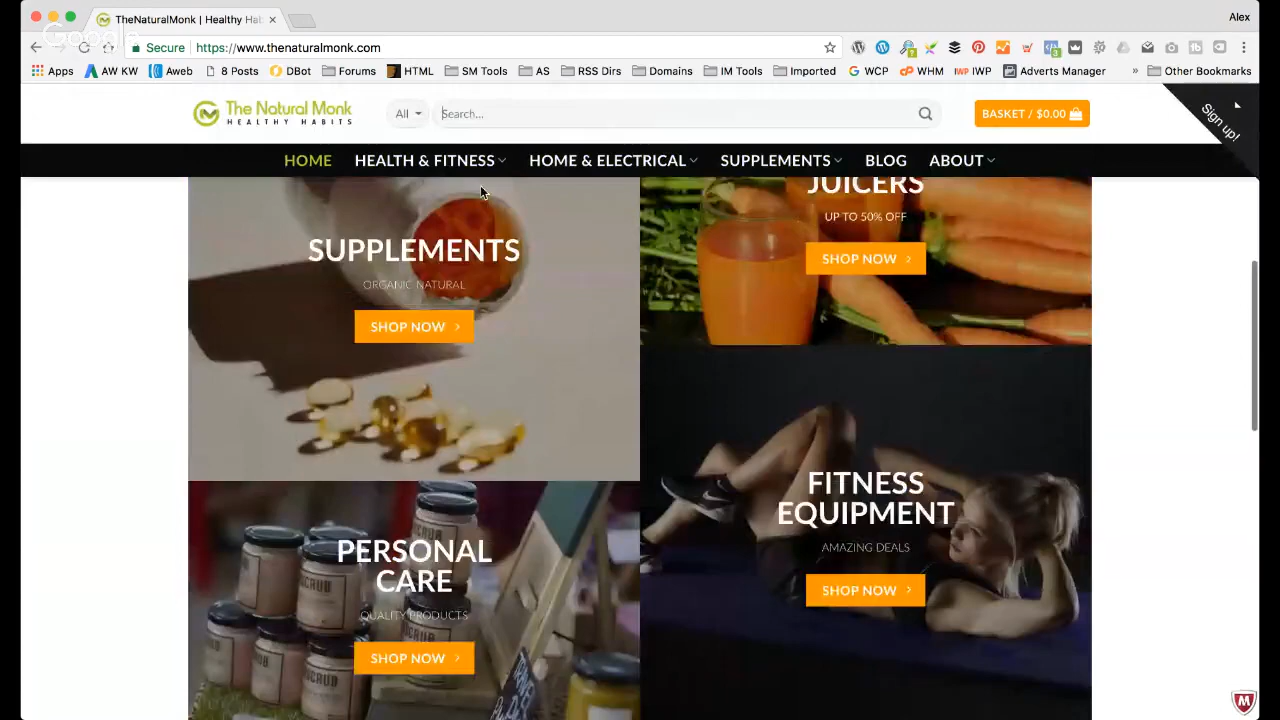 TheNaturalMonk | Healthy Hab
Alex
Google
Secure
https://www.thenaturalmonk.com
Apps
AW KW
Aweb
8 Posts
DBot
Forums
HTML
SM Tools
AS
RSS Dirs
Domains
IM Tools
Imported
WCP
WHM
IWP IWP
Adverts Manager
»
Other Bookmarks
The Natural Monk
HEALTHY HABITS
All
Search...
BASKET / $0.00
Sign up!
HOME
HEALTH & FITNESS
HOME & ELECTRICAL
SUPPLEMENTS
BLOG
ABOUT
SUPPLEMENTS
ORGANIC NATURAL
SHOP NOW
JUICERS
UP TO 50% OFF
SHOP NOW
PERSONAL
CARE
QUALITY PRODUCTS
SHOP NOW
FITNESS
EQUIPMENT
AMAZING DEALS
SHOP NOW
SCRUB